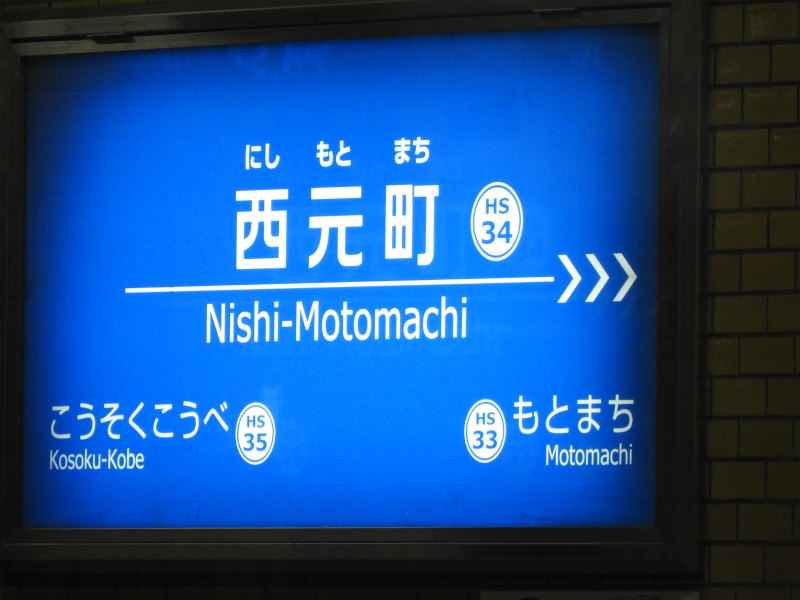 にし もと まち
西元町 HS 34
Nishi-Motomachi
こうそくこうべ HS 35
Kosoku-Kobe
HS 33 もとまち
Motomachi